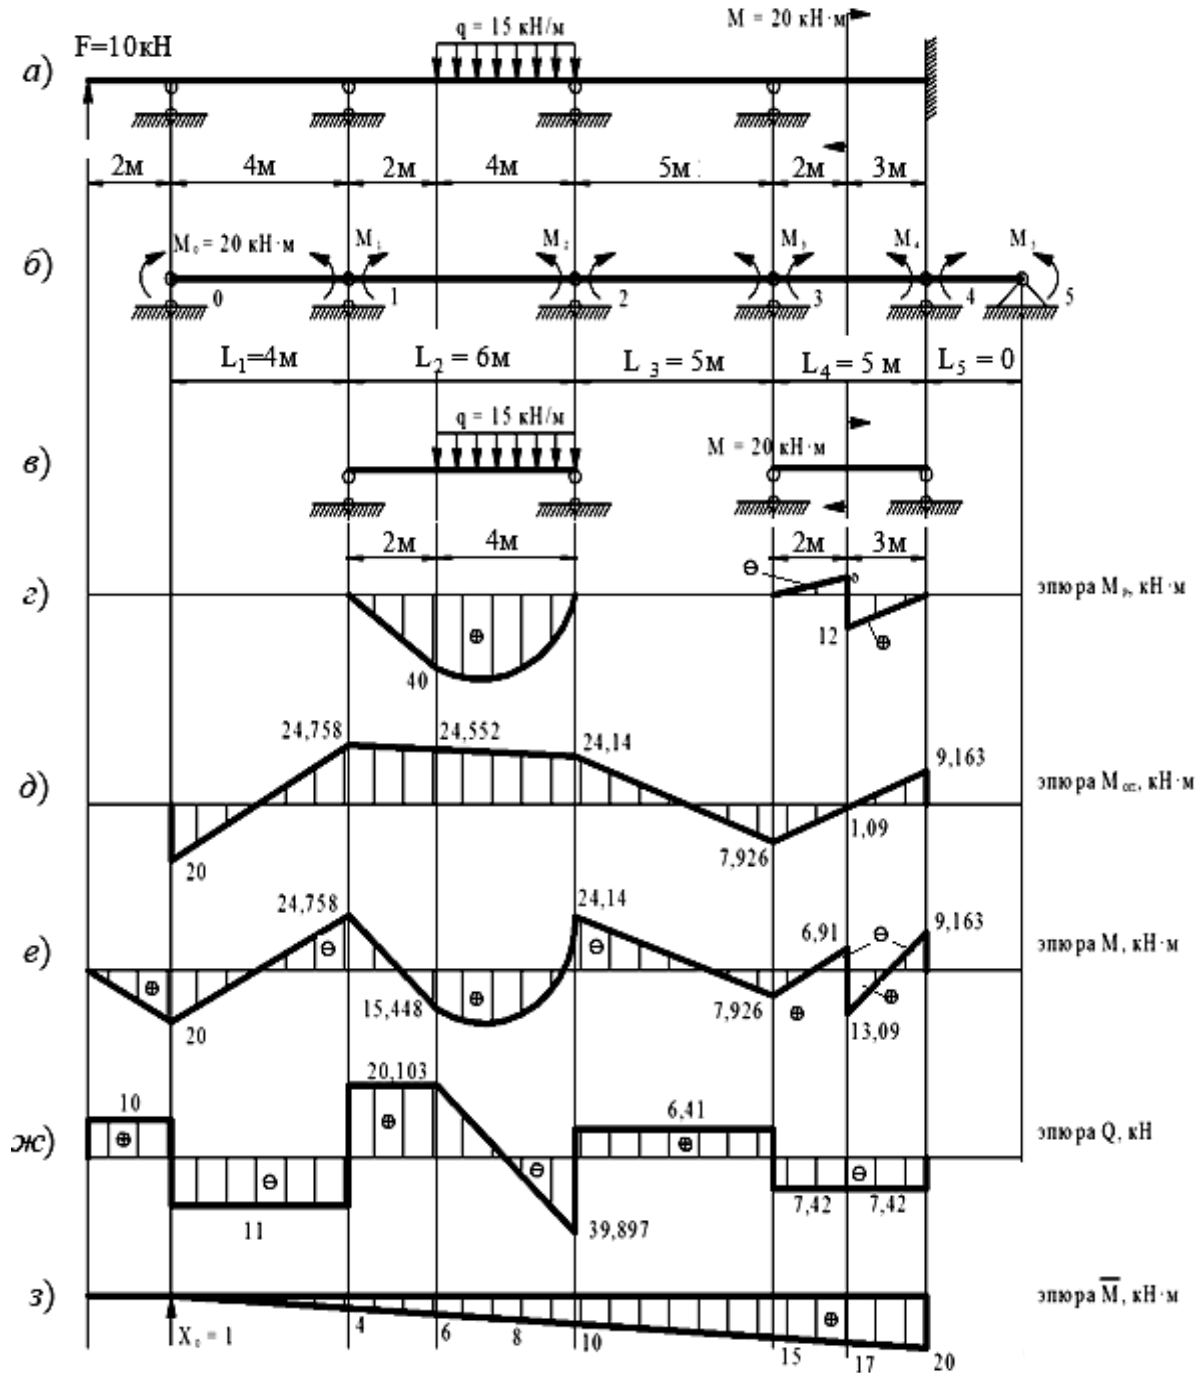 M = 20 кН·м
q = 15 кН/м
F=10кН
а)
2м 4м 2м 4м 5м 2м 3м
M₀ = 20 кН·м M₁ M₂ M₃ M₄ M₅
б)
0 1 2 3 4 5
L₁=4м L₂ = 6м L₃ = 5м L₄ = 5 м L₅ = 0
q = 15 кН/м
M = 20 кН·м
в)
2м 4м 2м 3м
г)
⊖
⊕
40
12
⊕
эпюра Mₚ, кН·м
24,758 24,552 24,14 9,163
д)
эпюра Mоп, кН·м
20 7,926 1,09
24,758 24,14 6,91 9,163
е)
⊕ ⊖ ⊕ ⊖ ⊕ ⊖ ⊕
эпюра M, кН·м
20 15,448 7,926 13,09
10 20,103 6,41
ж)
⊕ ⊖ ⊕ ⊖ ⊕ ⊖
эпюра Q, кН
11 39,897 7,42 7,42
з)
⊕
эпюра M̅, кН·м
X₀ = 1 4 6 8 10 15 17 20